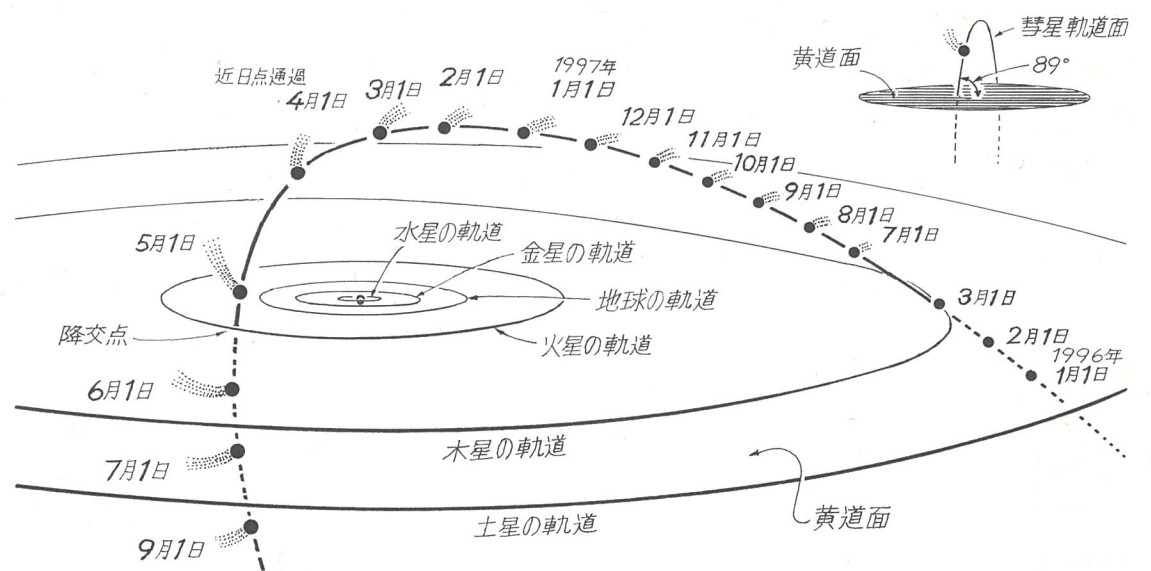 彗星軌道面
黄道面
89°
近日点通過
4月1日
3月1日
2月1日
1997年
1月1日
12月1日
11月1日
10月1日
9月1日
8月1日
7月1日
5月1日
水星の軌道
金星の軌道
地球の軌道
火星の軌道
3月1日
2月1日
1996年
1月1日
降交点
6月1日
木星の軌道
7月1日
土星の軌道
黄道面
9月1日